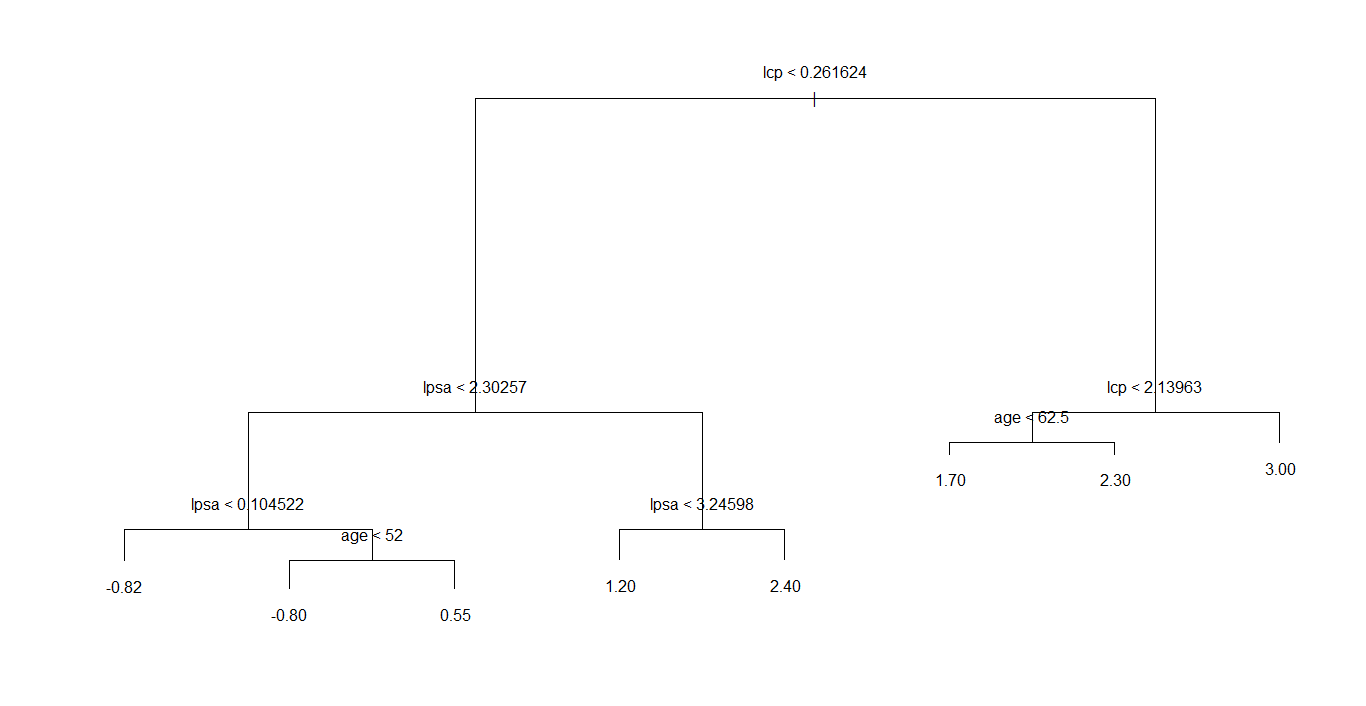 lcp < 0.261624
lpsa < 2.30257
lcp < 2.13963
age < 62.5
1.70
2.30
3.00
lpsa < 0.104522
lpsa < 3.24598
age < 52
-0.82
-0.80
0.55
1.20
2.40